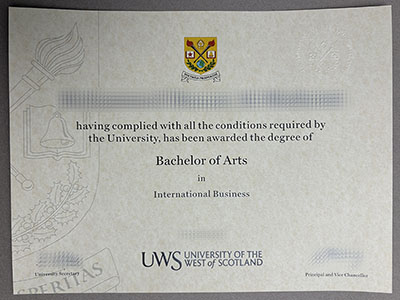 having complied with all the conditions required by
the University, has been awarded the degree of
Bachelor of Arts
in
International Business
UWS UNIVERSITY OF THE
WEST of SCOTLAND
University Secretary
Principal and Vice Chancellor
SPERITAS